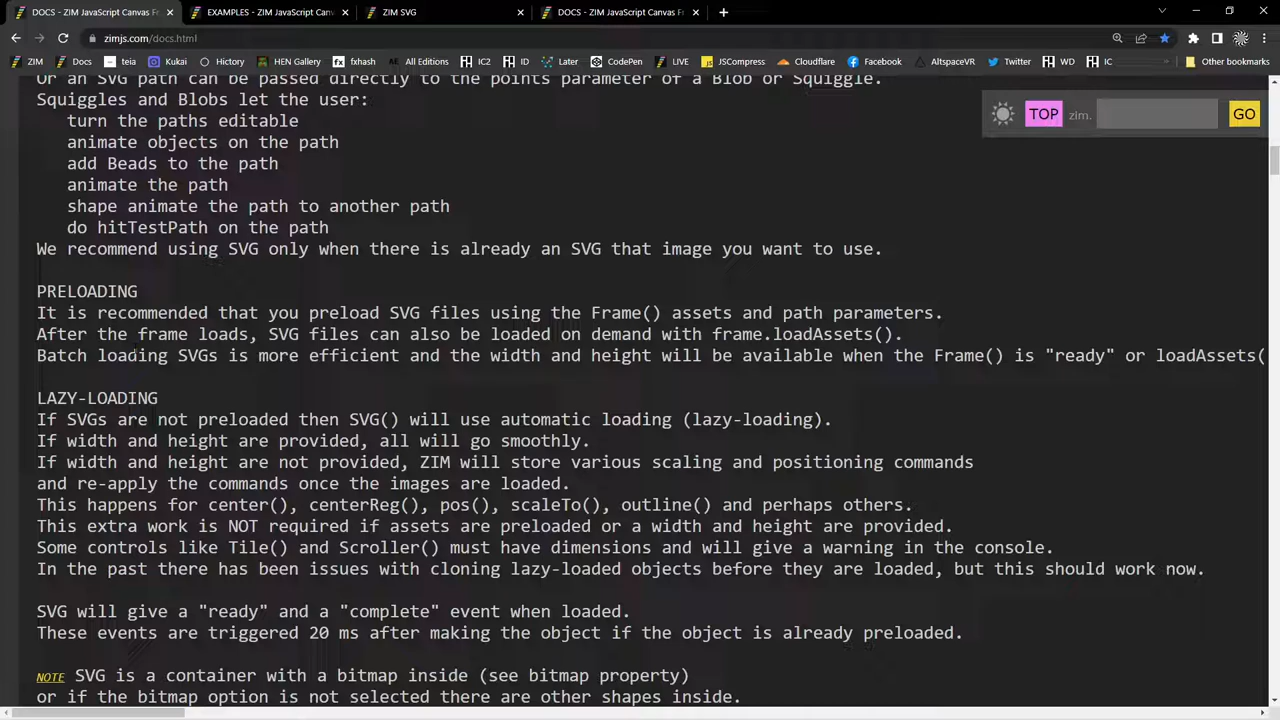 DOCS - ZIM JavaScript Canvas F
EXAMPLES - ZIM JavaScript Canv
ZIM SVG
DOCS - ZIM JavaScript Canvas F
zimjs.com/docs.html
ZIM
Docs
teia
Kukai
Hictory
HEN Gallery
fxhash
All Editions
IC2
ID
Later
CodePen
LIVE
JSCompress
Cloudflare
Facebook
AltspaceVR
Twitter
WD
IC
Other bookmarks
Or an SVG path can be passed directly to the points parameter of a Blob or Squiggle.
Squiggles and Blobs let the user:
TOP zim. GO
turn the paths editable
animate objects on the path
add Beads to the path
animate the path
shape animate the path to another path
do hitTestPath on the path
We recommend using SVG only when there is already an SVG that image you want to use.
PRELOADING
It is recommended that you preload SVG files using the Frame() assets and path parameters.
After the frame loads, SVG files can also be loaded on demand with frame.loadAssets().
Batch loading SVGs is more efficient and the width and height will be available when the Frame() is "ready" or loadAssets(
LAZY-LOADING
If SVGs are not preloaded then SVG() will use automatic loading (lazy-loading).
If width and height are provided, all will go smoothly.
If width and height are not provided, ZIM will store various scaling and positioning commands
and re-apply the commands once the images are loaded.
This happens for center(), centerReg(), pos(), scaleTo(), outline() and perhaps others.
This extra work is NOT required if assets are preloaded or a width and height are provided.
Some controls like Tile() and Scroller() must have dimensions and will give a warning in the console.
In the past there has been issues with cloning lazy-loaded objects before they are loaded, but this should work now.
SVG will give a "ready" and a "complete" event when loaded.
These events are triggered 20 ms after making the object if the object is already preloaded.
NOTE SVG is a container with a bitmap inside (see bitmap property)
or if the bitmap option is not selected there are other shapes inside.